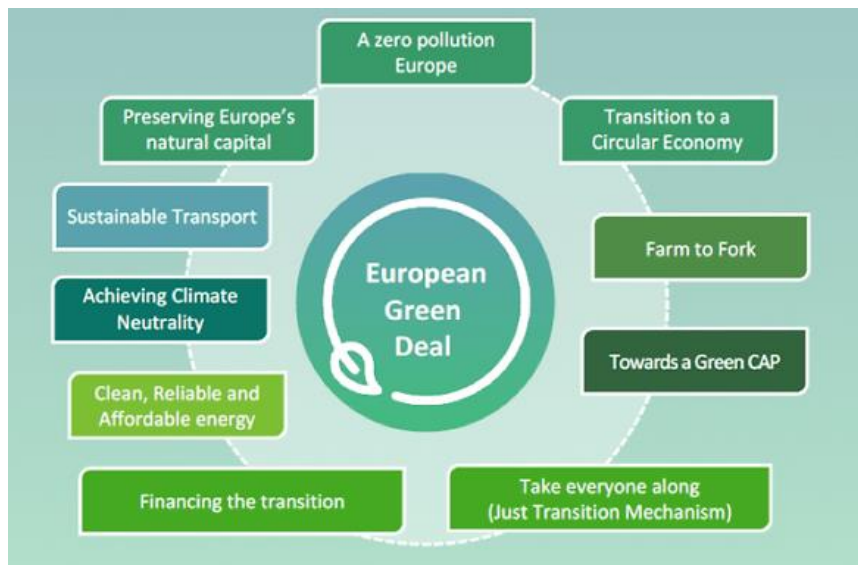 A zero pollution
Europe
Preserving Europe's
natural capital
Transition to a
Circular Economy
Sustainable Transport
Farm to Fork
European
Green
Deal
Achieving Climate
Neutrality
Towards a Green CAP
Clean, Reliable and
Affordable energy
Financing the transition
Take everyone along
(Just Transition Mechanism)